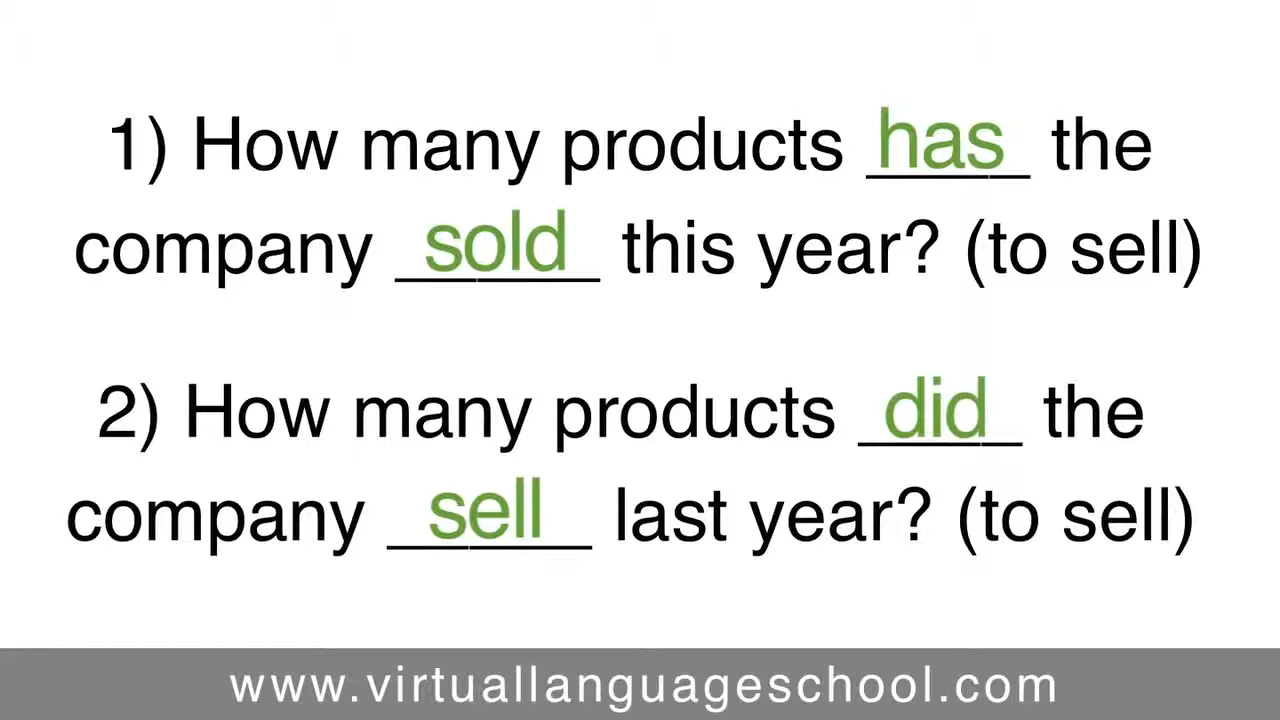 1) How many products has the
company sold this year? (to sell)
2) How many products did the
company sell last year? (to sell)
www.virtuallanguageschool.com